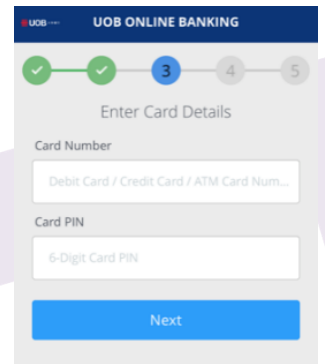 UOB
UOB ONLINE BANKING
3 4 5
Enter Card Details
Card Number
Debit Card / Credit Card / ATM Card Num...
Card PIN
6-Digit Card PIN
Next